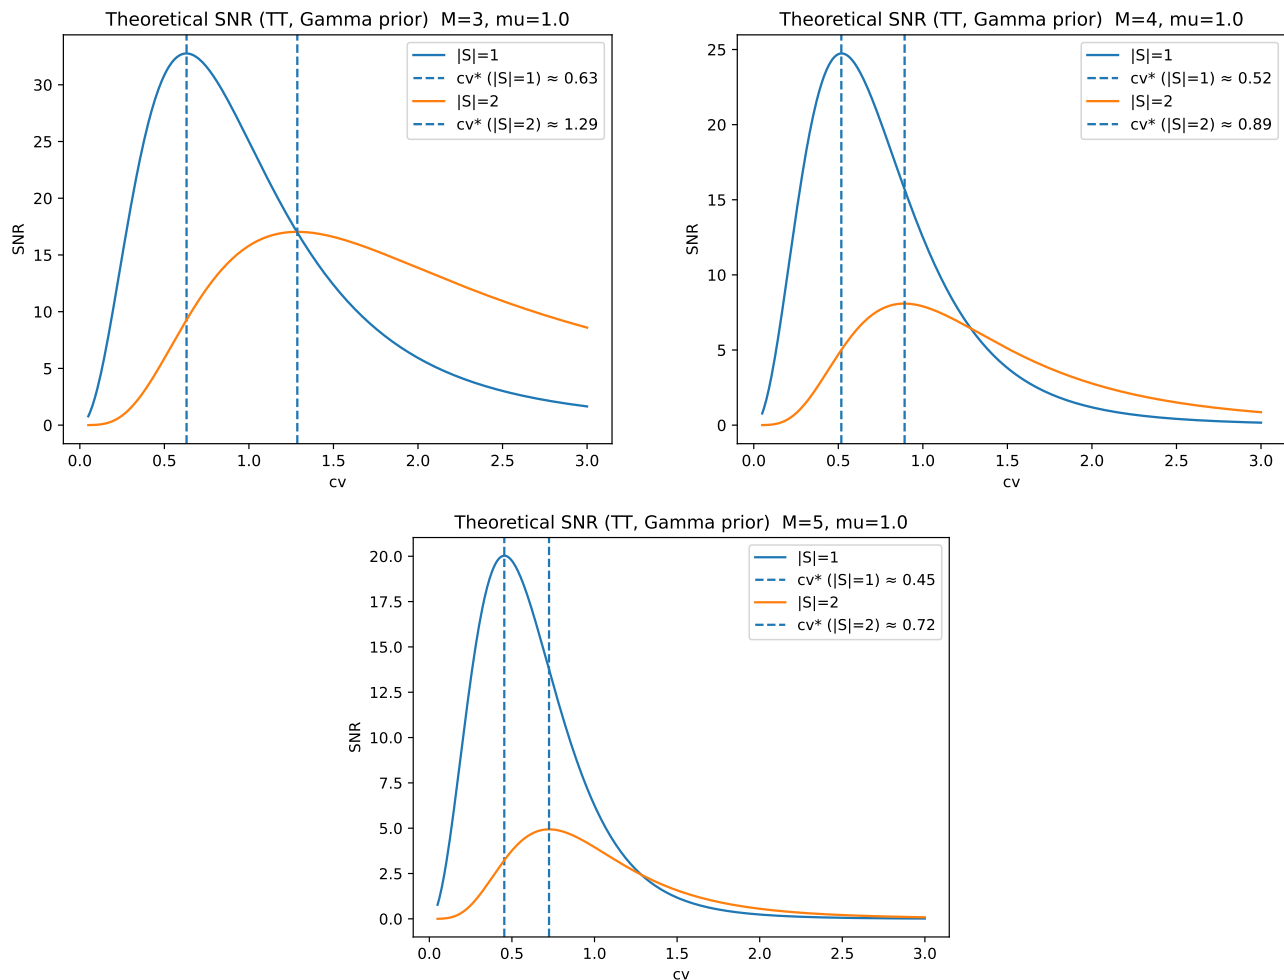 Theoretical SNR (TT, Gamma prior)  M=3, mu=1.0
|S|=1
cv* (|S|=1) ≈ 0.63
|S|=2
cv* (|S|=2) ≈ 1.29
SNR
30
25
20
15
10
5
0
0.0 0.5 1.0 1.5 2.0 2.5 3.0
cv
Theoretical SNR (TT, Gamma prior)  M=4, mu=1.0
|S|=1
cv* (|S|=1) ≈ 0.52
|S|=2
cv* (|S|=2) ≈ 0.89
SNR
25
20
15
10
5
0
0.0 0.5 1.0 1.5 2.0 2.5 3.0
cv
Theoretical SNR (TT, Gamma prior)  M=5, mu=1.0
|S|=1
cv* (|S|=1) ≈ 0.45
|S|=2
cv* (|S|=2) ≈ 0.72
SNR
20.0
17.5
15.0
12.5
10.0
7.5
5.0
2.5
0.0
0.0 0.5 1.0 1.5 2.0 2.5 3.0
cv